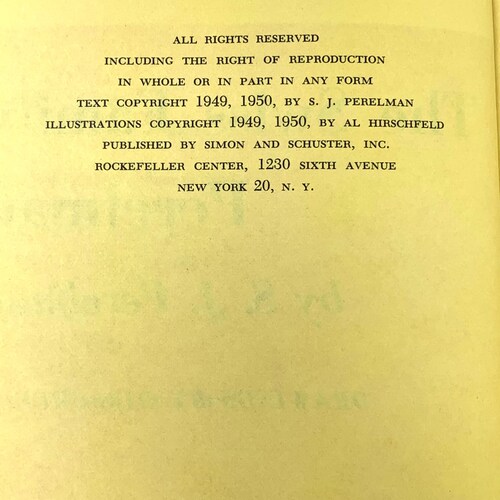 ALL RIGHTS RESERVED
INCLUDING THE RIGHT OF REPRODUCTION
IN WHOLE OR IN PART IN ANY FORM
TEXT COPYRIGHT 1949, 1950, BY S. J. PERELMAN
ILLUSTRATIONS COPYRIGHT 1949, 1950, BY AL HIRSCHFELD
PUBLISHED BY SIMON AND SCHUSTER, INC.
ROCKEFELLER CENTER, 1230 SIXTH AVENUE
NEW YORK 20, N. Y.
by S. J.